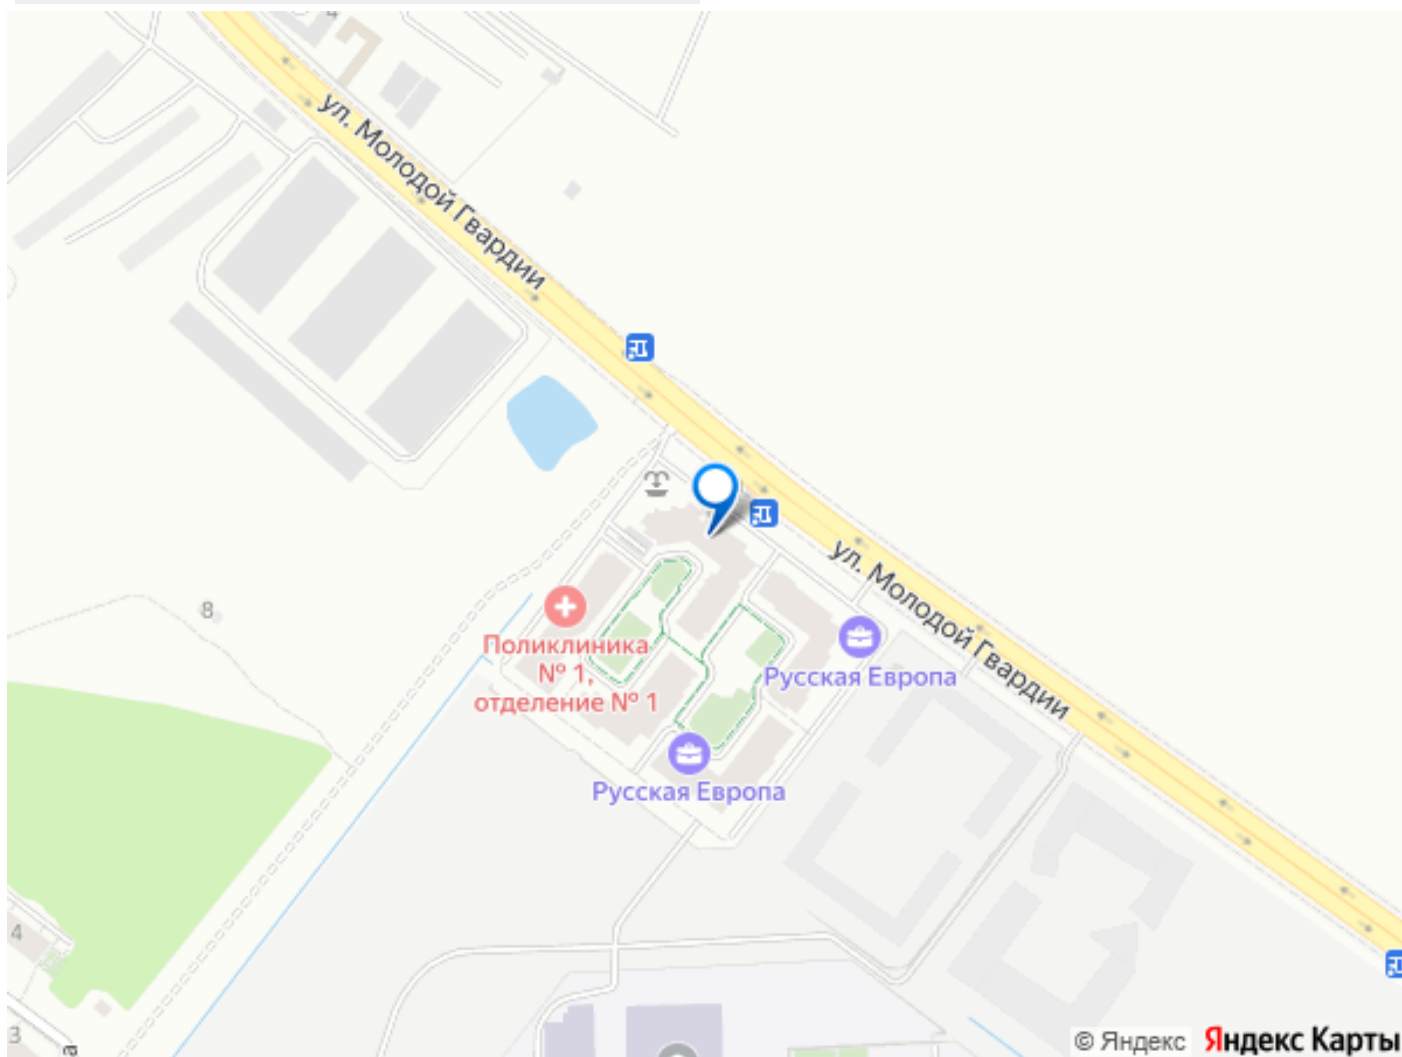 4
ул. Молодой Гвардии
8
Поликлиника
№ 1,
отделение № 1
ул. Молодой Гвардии
Русская Европа
Русская Европа
4
3
а
© Яндекс Яндекс Карты